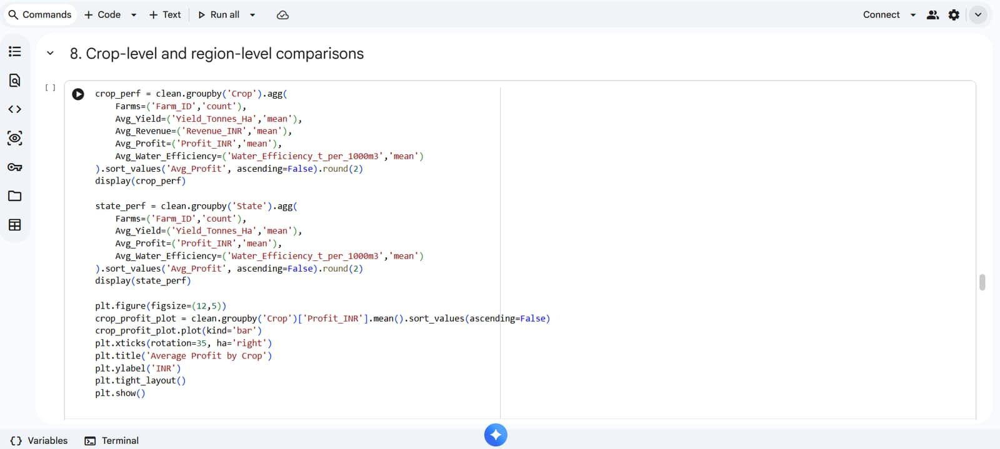 Commands + Code + Text Run all Connect
8. Crop-level and region-level comparisons
[ ]
crop_perf = clean.groupby('Crop').agg(
    Farms=('Farm_ID','count'),
    Avg_Yield=('Yield_Tonnes_Ha','mean'),
    Avg_Revenue=('Revenue_INR','mean'),
    Avg_Profit=('Profit_INR','mean'),
    Avg_Water_Efficiency=('Water_Efficiency_t_per_1000m3','mean')
).sort_values('Avg_Profit', ascending=False).round(2)
display(crop_perf)

state_perf = clean.groupby('State').agg(
    Farms=('Farm_ID','count'),
    Avg_Yield=('Yield_Tonnes_Ha','mean'),
    Avg_Profit=('Profit_INR','mean'),
    Avg_Water_Efficiency=('Water_Efficiency_t_per_1000m3','mean')
).sort_values('Avg_Profit', ascending=False).round(2)
display(state_perf)

plt.figure(figsize=(12,5))
crop_profit_plot = clean.groupby('Crop')['Profit_INR'].mean().sort_values(ascending=False)
crop_profit_plot.plot(kind='bar')
plt.xticks(rotation=35, ha='right')
plt.title('Average Profit by Crop')
plt.ylabel('INR')
plt.tight_layout()
plt.show()
Variables Terminal